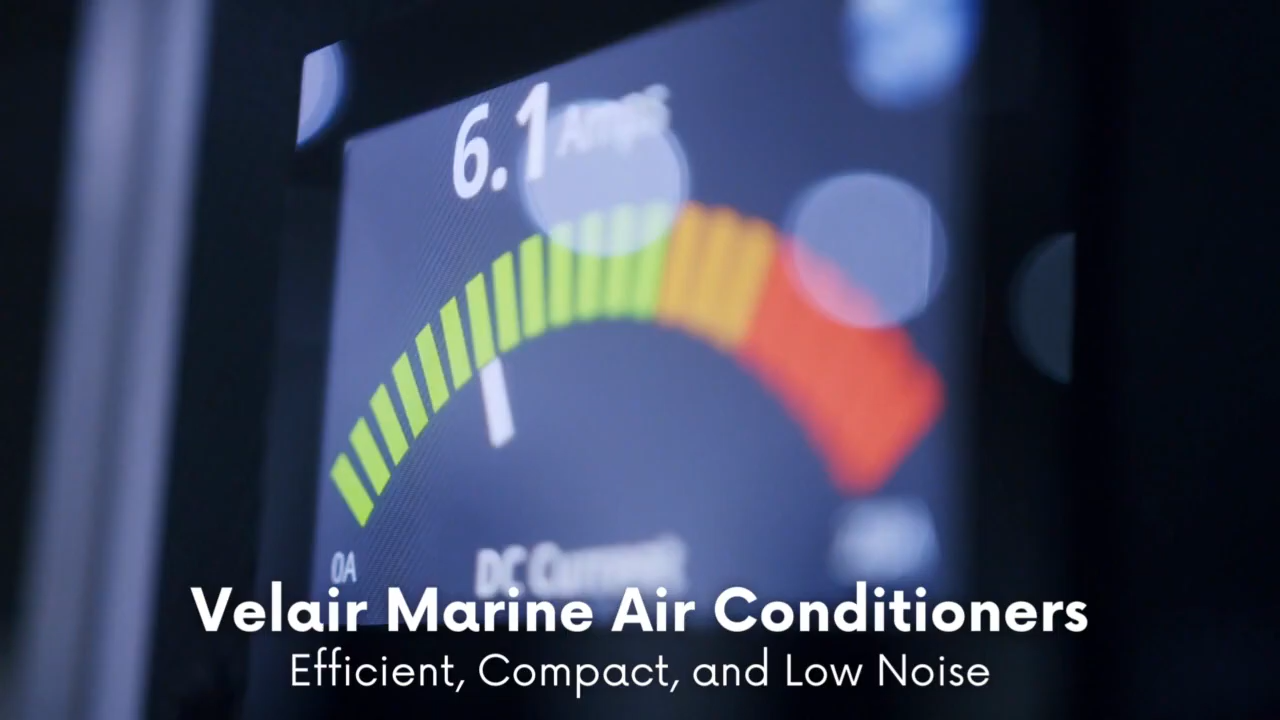 6.1 Amps
0A
DC Current
Velair Marine Air Conditioners
Efficient, Compact, and Low Noise